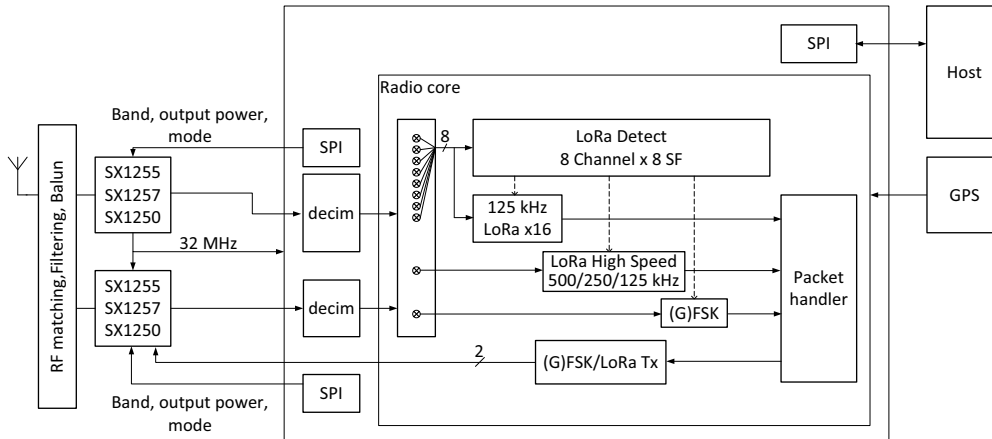 SPI
Host
Radio core
Band, output power,
mode
SPI
8
LoRa Detect
8 Channel x 8 SF
RF matching,Filtering, Balun
SX1255
SX1257
SX1250
decim
125 kHz
LoRa x16
GPS
32 MHz
LoRa High Speed
500/250/125 kHz
Packet
handler
SX1255
SX1257
SX1250
decim
(G)FSK
2
(G)FSK/LoRa Tx
SPI
Band, output power,
mode